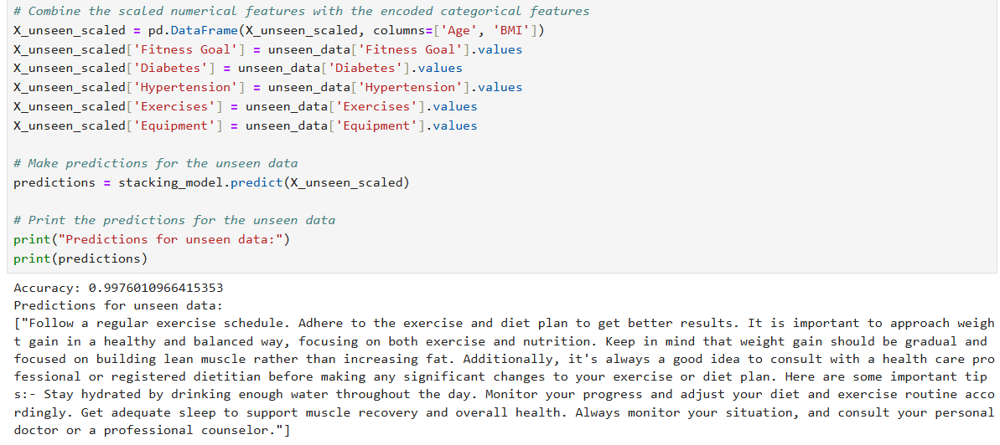 # Combine the scaled numerical features with the encoded categorical features
X_unseen_scaled = pd.DataFrame(X_unseen_scaled, columns=['Age', 'BMI'])
X_unseen_scaled['Fitness Goal'] = unseen_data['Fitness Goal'].values
X_unseen_scaled['Diabetes'] = unseen_data['Diabetes'].values
X_unseen_scaled['Hypertension'] = unseen_data['Hypertension'].values
X_unseen_scaled['Exercises'] = unseen_data['Exercises'].values
X_unseen_scaled['Equipment'] = unseen_data['Equipment'].values
# Make predictions for the unseen data
predictions = stacking_model.predict(X_unseen_scaled)
# Print the predictions for the unseen data
print("Predictions for unseen data:")
print(predictions)
Accuracy: 0.9976010966415353
Predictions for unseen data:
["Follow a regular exercise schedule. Adhere to the exercise and diet plan to get better results. It is important to approach weigh
t gain in a healthy and balanced way, focusing on both exercise and nutrition. Keep in mind that weight gain should be gradual and
focused on building lean muscle rather than increasing fat. Additionally, it's always a good idea to consult with a health care pro
fessional or registered dietitian before making any significant changes to your exercise or diet plan. Here are some important tip
s:- Stay hydrated by drinking enough water throughout the day. Monitor your progress and adjust your diet and exercise routine acco
rdingly. Get adequate sleep to support muscle recovery and overall health. Always monitor your situation, and consult your personal
doctor or a professional counselor."]